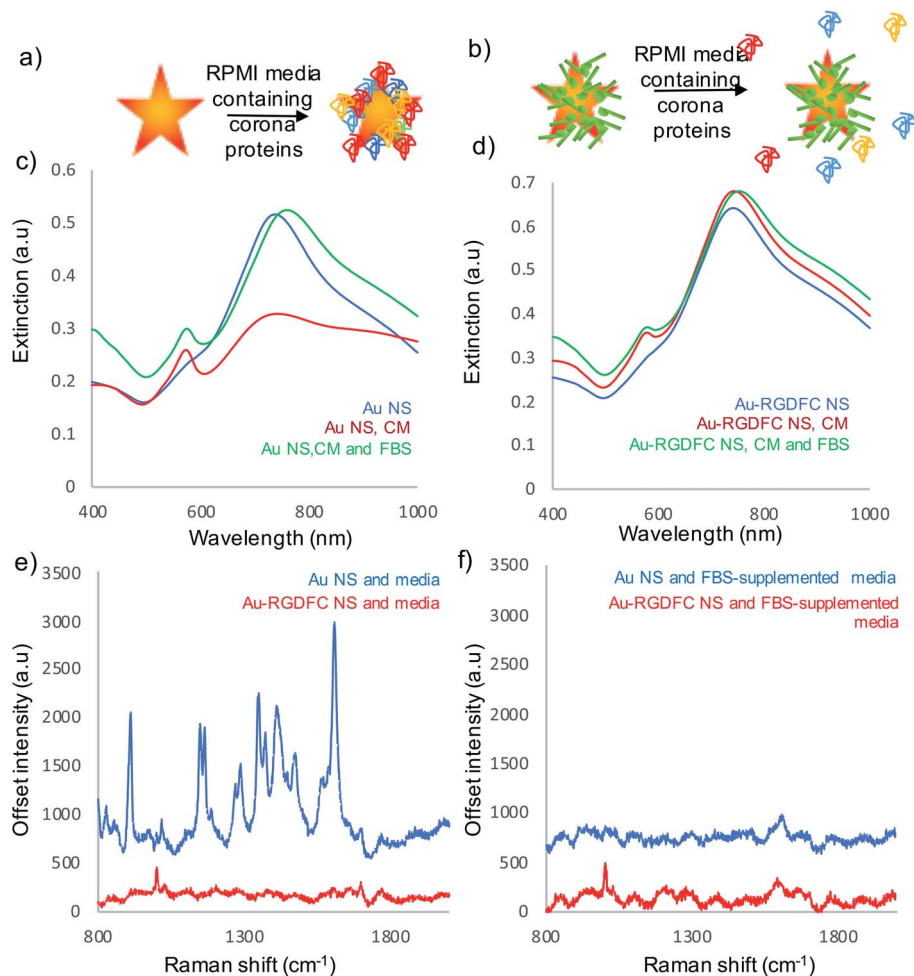 a)
RPMI media
containing
corona
proteins
b)
RPMI media
containing
corona
proteins
c)
0.6
0.5
0.4
0.3
0.2
0.1
0
Extinction (a.u)
400
600
800
1000
Wavelength (nm)
Au NS
Au NS, CM
Au NS,CM and FBS
d)
0.7
0.6
0.5
0.4
0.3
0.2
0.1
0
Extinction (a.u)
400
600
800
1000
Wavelength (nm)
Au-RGDFC NS
Au-RGDFC NS, CM
Au-RGDFC NS, CM and FBS
e)
3500
3000
2500
2000
1500
1000
500
0
Offset intensity (a.u)
800
1300
1800
Raman shift (cm-1)
Au NS and media
Au-RGDFC NS and media
f)
3500
3000
2500
2000
1500
1000
500
0
Offset intensity (a.u)
800
1300
1800
Raman shift (cm-1)
Au NS and FBS-supplemented media
Au-RGDFC NS and FBS-supplemented
media